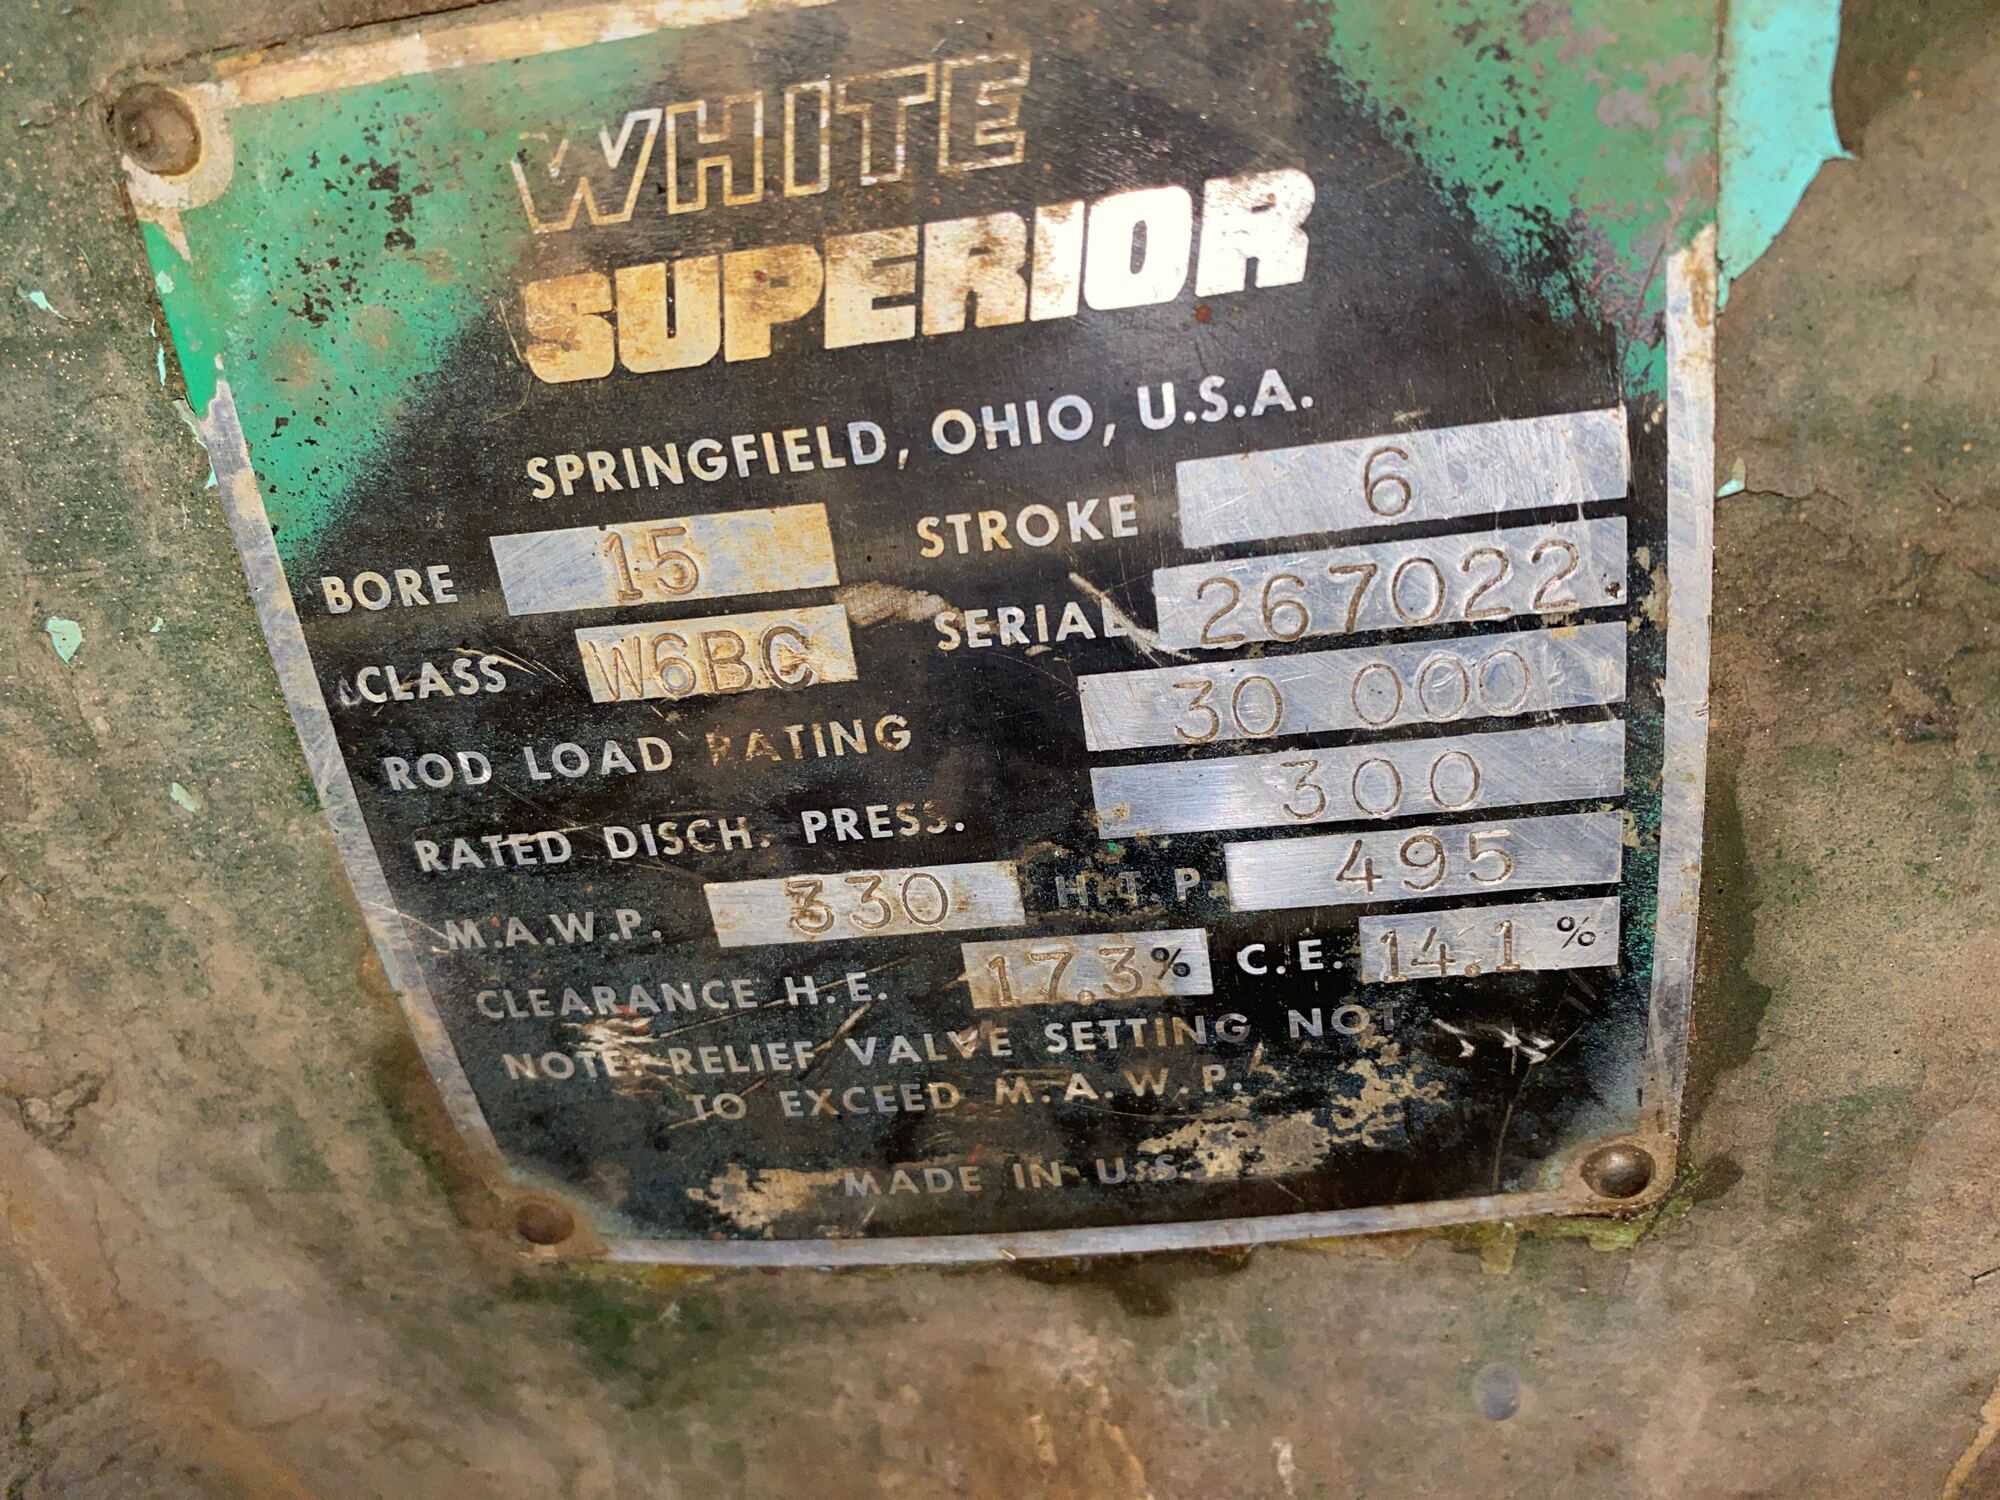 WHITE
SUPERIOR
SPRINGFIELD, OHIO, U.S.A.
BORE 15 STROKE 6
CLASS W6BC SERIAL 267022.
ROD LOAD RATING 30 000
RATED DISCH. PRESS. 300
M.A.W.P. 330 H.T.P. 495
CLEARANCE H.E. 17.3% C.E. 14.1 %
NOTE: RELIEF VALVE SETTING NOT
TO EXCEED M.A.W.P.
MADE IN U.S.